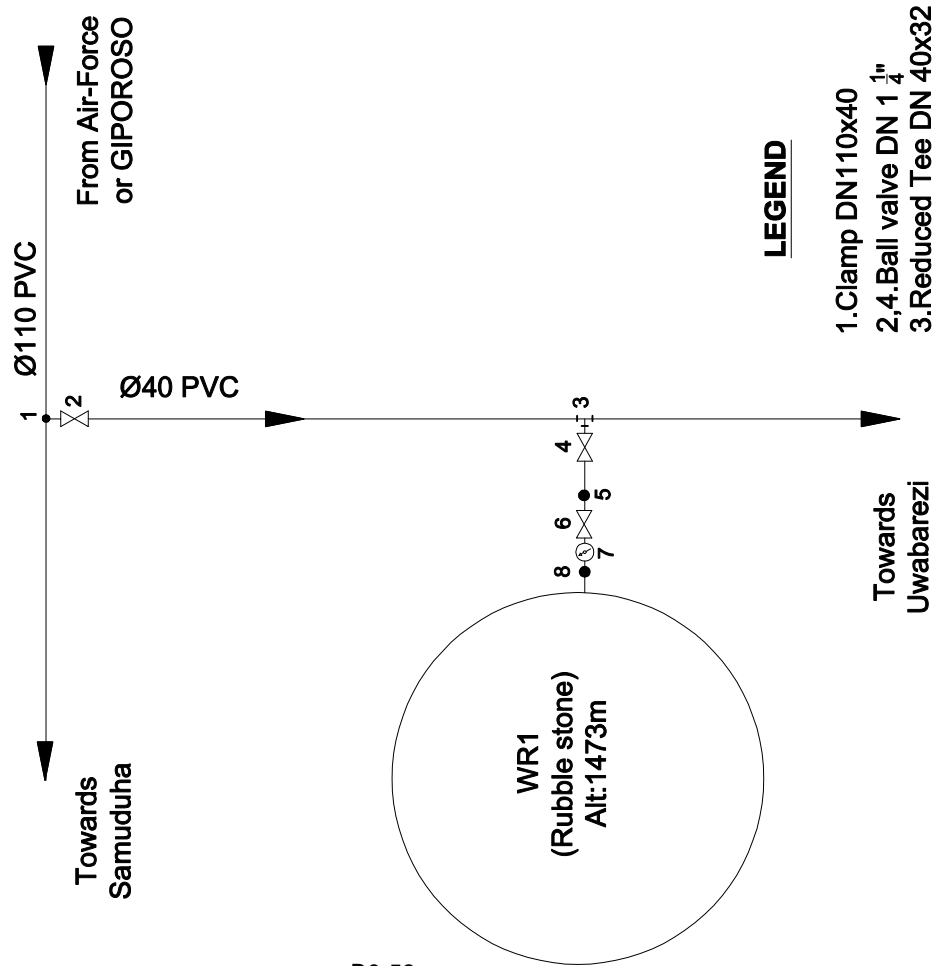 Ø110 PVC
1
From Air-Force
or GIPOROSO
2
Ø40 PVC
Towards
Samuduha
3
4
5
6
7
8
WR1
(Rubble stone)
Alt:1473m
Towards
Uwabarezi
LEGEND
1.Clamp DN110x40
2,4.Ball valve DN 1 1/4"
3.Reduced Tee DN 40x32